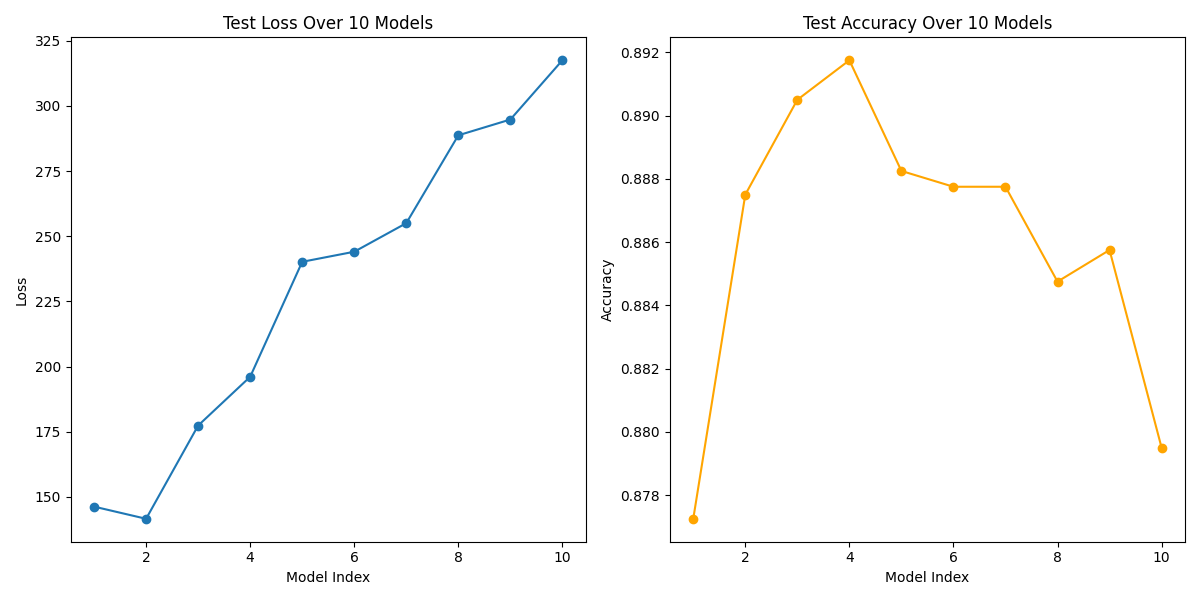 Test Loss Over 10 Models
325
300
275
250
225
200
175
150
Loss
2 4 6 8 10
Model Index
Test Accuracy Over 10 Models
0.892
0.890
0.888
0.886
0.884
0.882
0.880
0.878
Accuracy
2 4 6 8 10
Model Index